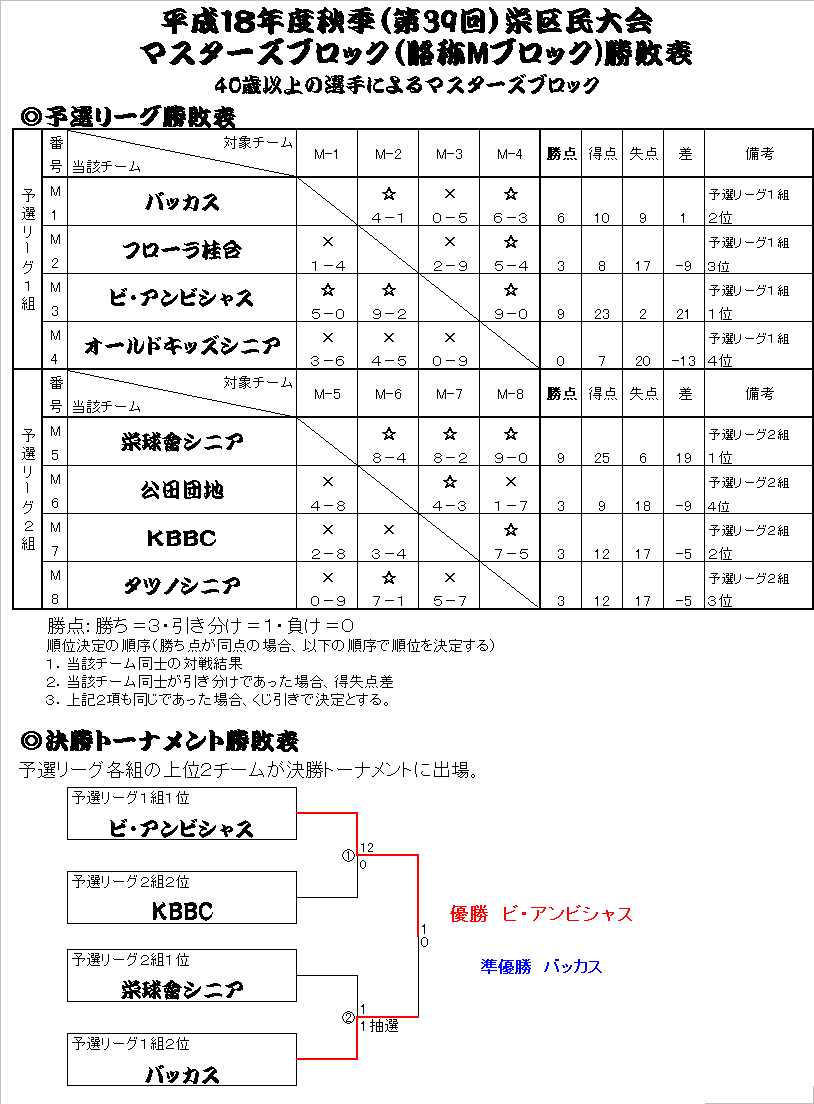 平成18年度秋季(第39回)栄区民大会
マスターズブロック(略称Mブロック)勝敗表
40歳以上の選手によるマスターズブロック
◎予選リーグ勝敗表
予選リーグ1組
番号 対象チーム 当該チーム M-1 M-2 M-3 M-4 勝点 得点 失点 差 備考
M1 バッカス ☆4-1 ×0-5 ☆6-3 6 10 9 1 予選リーグ1組2位
M2 フローラ桂台 ×1-4 ×2-9 ☆5-4 3 8 17 -9 予選リーグ1組3位
M3 ビ・アンビシャス ☆5-0 ☆9-2 ☆9-0 9 23 2 21 予選リーグ1組1位
M4 オールドキッズシニア ×3-6 ×4-5 ×0-9 0 7 20 -13 予選リーグ1組4位
予選リーグ2組
番号 対象チーム 当該チーム M-5 M-6 M-7 M-8 勝点 得点 失点 差 備考
M5 栄球會シニア ☆8-4 ☆8-2 ☆9-0 9 25 6 19 予選リーグ2組1位
M6 公田団地 ×4-8 ☆4-3 ×1-7 3 9 18 -9 予選リーグ2組4位
M7 KBBC ×2-8 ×3-4 ☆7-5 3 12 17 -5 予選リーグ2組2位
M8 タツノシニア ×0-9 ☆7-1 ×5-7 3 12 17 -5 予選リーグ2組3位
勝点:勝ち=3・引き分け=1・負け=0
順位決定の順序(勝ち点が同点の場合、以下の順序で順位を決定する)
1.当該チーム同士の対戦結果
2.当該チーム同士が引き分けであった場合、得失点差
3.上記2項も同じであった場合、くじ引きで決定とする。
◎決勝トーナメント勝敗表
予選リーグ各組の上位2チームが決勝トーナメントに出場。
予選リーグ1組1位
ビ・アンビシャス
① 12
0
予選リーグ2組2位
KBBC
優勝 ビ・アンビシャス
1
0
準優勝 バッカス
予選リーグ2組1位
栄球會シニア
② 1
1抽選
予選リーグ1組2位
バッカス